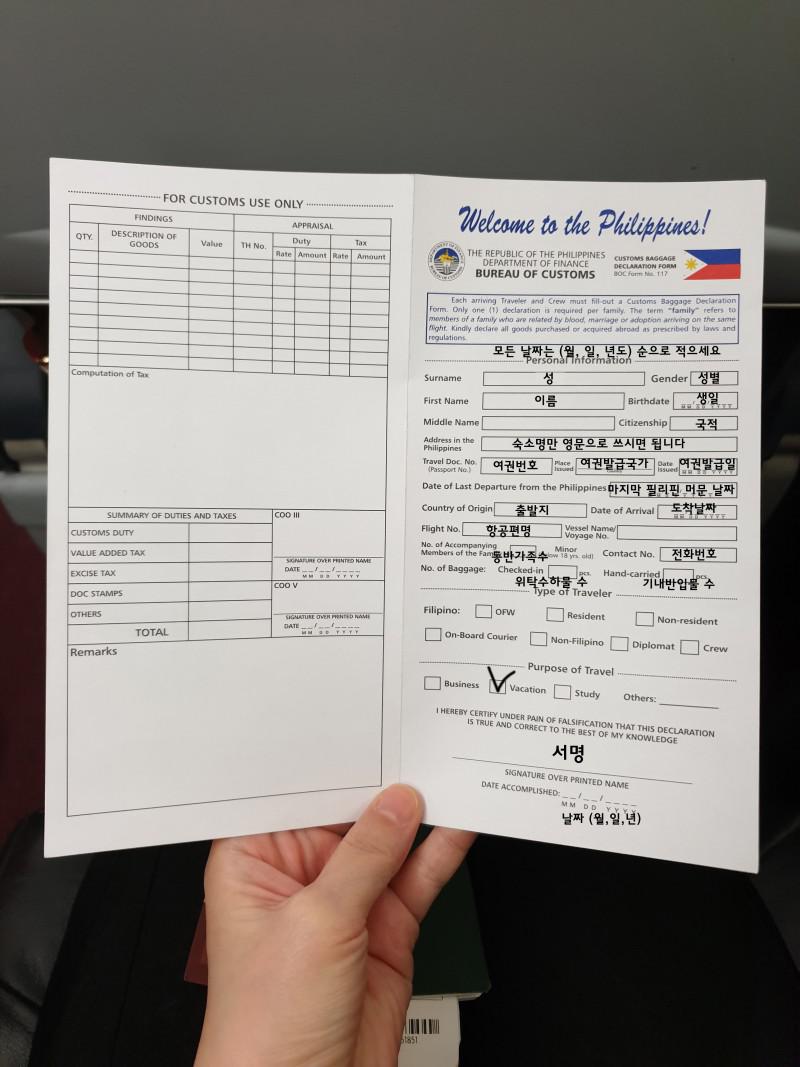 FOR CUSTOMS USE ONLY
FINDINGS
APPRAISAL
QTY.
DESCRIPTION OF GOODS
Value
TH No.
Duty
Tax
Rate
Amount
Rate
Amount
Computation of Tax
SUMMARY OF DUTIES AND TAXES
COO III
CUSTOMS DUTY
VALUE ADDED TAX
SIGNATURE OVER PRINTED NAME
EXCISE TAX
DATE _ _ / _ _ / _ _ _ _
MM DD YYYY
COO V
DOC STAMPS
OTHERS
SIGNATURE OVER PRINTED NAME
DATE _ _ / _ _ / _ _ _ _
MM DD YYYY
TOTAL
Remarks
Welcome to the Philippines!
THE REPUBLIC OF THE PHILIPPINES
DEPARTMENT OF FINANCE
BUREAU OF CUSTOMS
CUSTOMS BAGGAGE
DECLARATION FORM
BOC Form No. 117
Each arriving Traveler and Crew must fill-out a Customs Baggage Declaration
Form. Only one (1) declaration is required per family. The term "family" refers to
members of a family who are related by blood, marriage or adoption arriving on the same
flight. Kindly declare all goods purchased or acquired abroad as prescribed by laws and
regulations.
모든 날짜는 (월, 일, 년도) 순으로 적으세요
Personal Information
Surname 성 Gender 성별
First Name 이름 Birthdate 생일
MM DD YYYY
Middle Name Citizenship 국적
Address in the Philippines 숙소명만 영문으로 쓰시면 됩니다
Travel Doc. No. (Passport No.) 여권번호 Place Issued 여권발급국가 Date Issued 여권발급일
Date of Last Departure from the Philippines 마지막 필리핀 머문 날짜
Country of Origin 출발지 Date of Arrival 도착날짜
MM DD YYYY
Flight No. 항공편명 Vessel Name/ Voyage No.
No. of Accompanying Members of the 동반가족수 Minor 18 yrs. old) Contact No. 전화번호
No. of Baggage: Checked-in pcs. Hand-carried pcs.
위탁수하물 수 기내반입물 수
Type of Traveler
Filipino: OFW Resident Non-resident
On-Board Courier Non-Filipino Diplomat Crew
Purpose of Travel
Business Vacation Study Others:
I HEREBY CERTIFY UNDER PAIN OF FALSIFICATION THAT THIS DECLARATION
IS TRUE AND CORRECT TO THE BEST OF MY KNOWLEDGE
서명
SIGNATURE OVER PRINTED NAME
DATE ACCOMPLISHED: _ _ / _ _ / _ _ _ _
MM DD YYYY
날짜 (월,일,년)